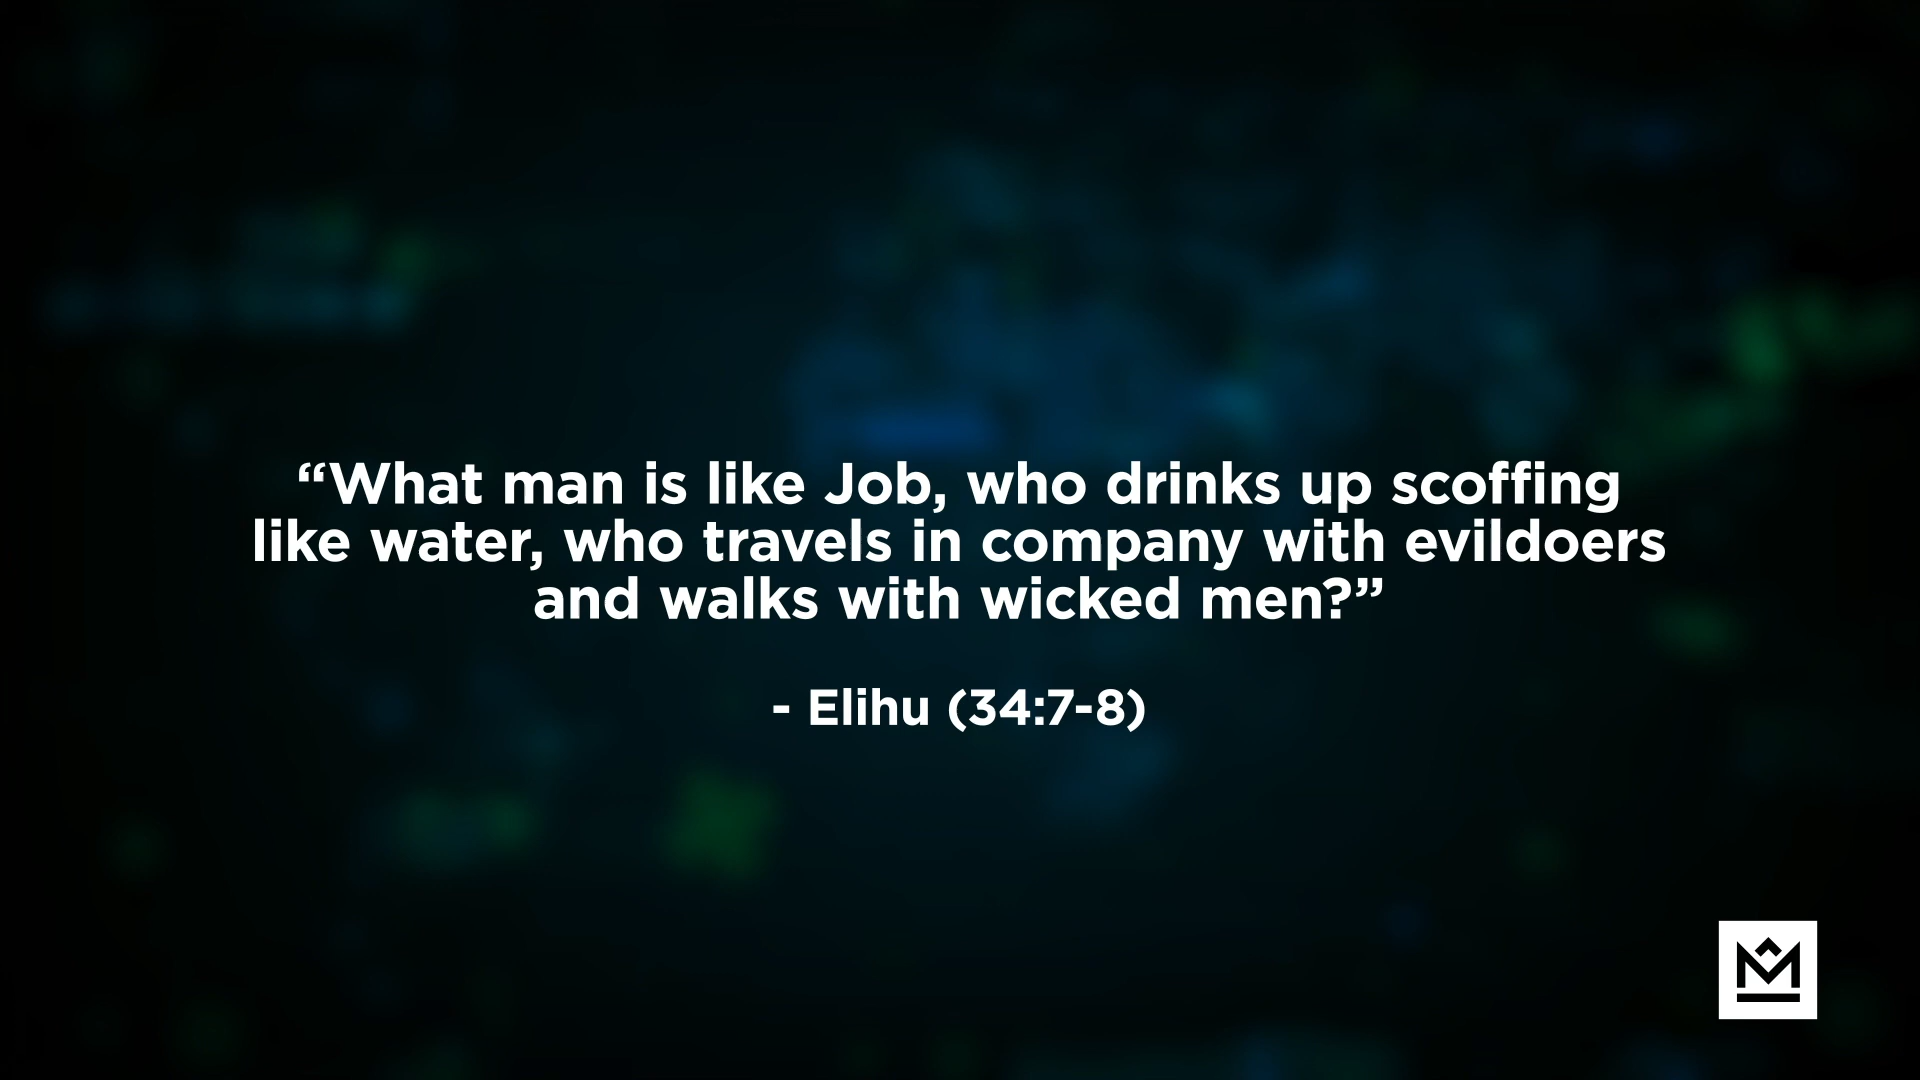 “What man is like Job, who drinks up scoffing
like water, who travels in company with evildoers
and walks with wicked men?”
- Elihu (34:7-8)